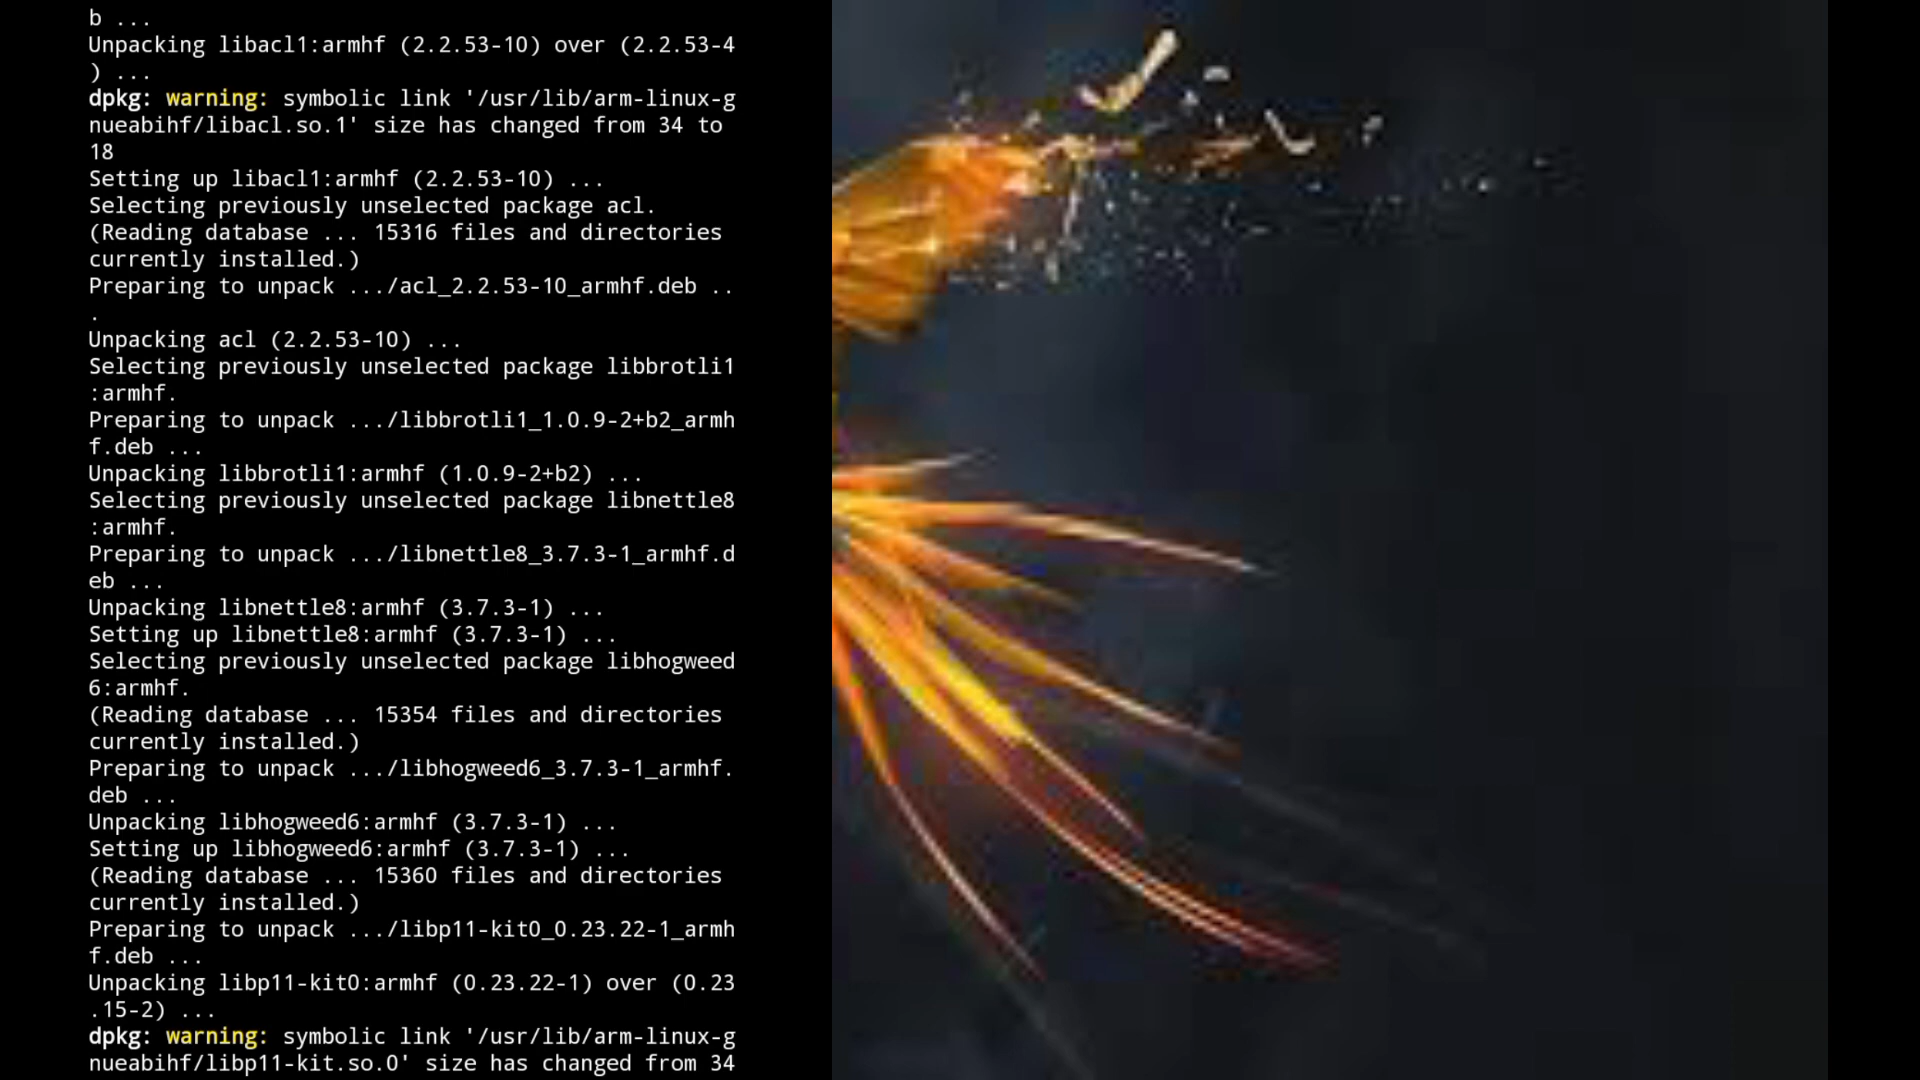 b ...
Unpacking libacl1:armhf (2.2.53-10) over (2.2.53-4
) ...
dpkg: warning: symbolic link '/usr/lib/arm-linux-g
nueabihf/libacl.so.1' size has changed from 34 to
18
Setting up libacl1:armhf (2.2.53-10) ...
Selecting previously unselected package acl.
(Reading database ... 15316 files and directories
currently installed.)
Preparing to unpack .../acl_2.2.53-10_armhf.deb ..
.
Unpacking acl (2.2.53-10) ...
Selecting previously unselected package libbrotli1
:armhf.
Preparing to unpack .../libbrotli1_1.0.9-2+b2_armh
f.deb ...
Unpacking libbrotli1:armhf (1.0.9-2+b2) ...
Selecting previously unselected package libnettle8
:armhf.
Preparing to unpack .../libnettle8_3.7.3-1_armhf.d
eb ...
Unpacking libnettle8:armhf (3.7.3-1) ...
Setting up libnettle8:armhf (3.7.3-1) ...
Selecting previously unselected package libhogweed
6:armhf.
(Reading database ... 15354 files and directories
currently installed.)
Preparing to unpack .../libhogweed6_3.7.3-1_armhf.
deb ...
Unpacking libhogweed6:armhf (3.7.3-1) ...
Setting up libhogweed6:armhf (3.7.3-1) ...
(Reading database ... 15360 files and directories
currently installed.)
Preparing to unpack .../libp11-kit0_0.23.22-1_armh
f.deb ...
Unpacking libp11-kit0:armhf (0.23.22-1) over (0.23
.15-2) ...
dpkg: warning: symbolic link '/usr/lib/arm-linux-g
nueabihf/libp11-kit.so.0' size has changed from 34